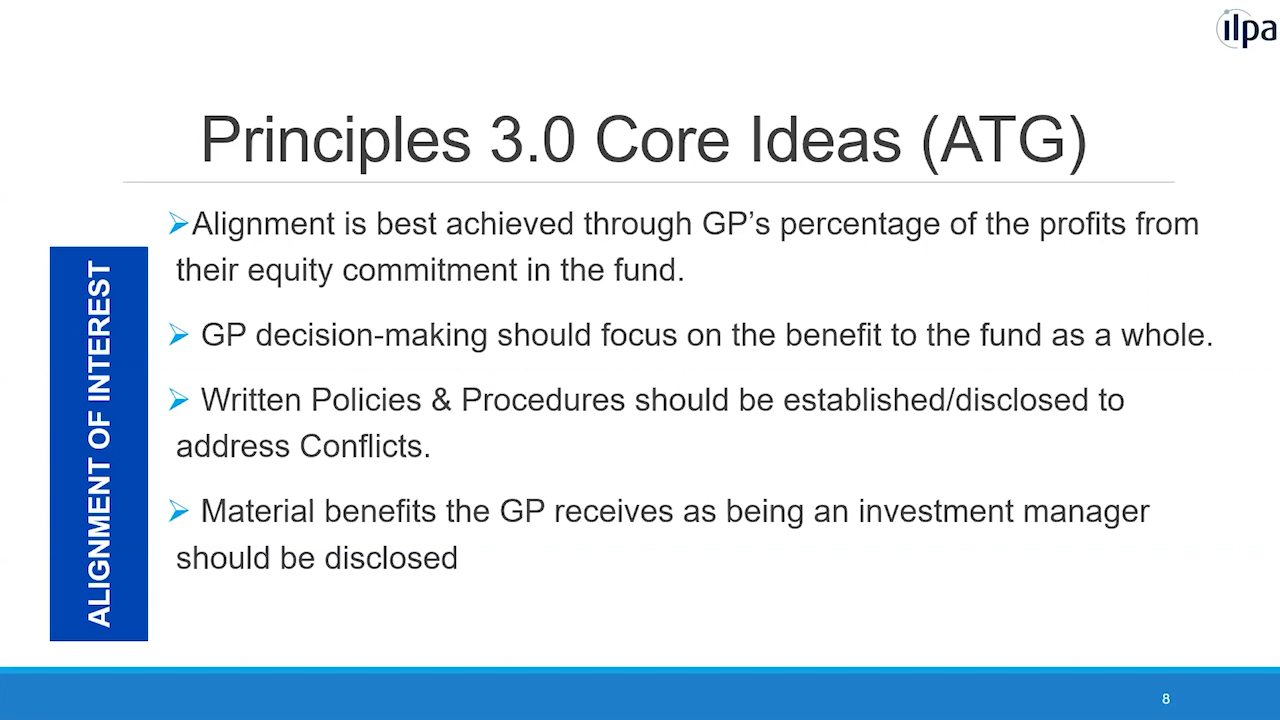 ilpa
Principles 3.0 Core Ideas (ATG)
ALIGNMENT OF INTEREST
Alignment is best achieved through GP’s percentage of the profits from
their equity commitment in the fund.
GP decision-making should focus on the benefit to the fund as a whole.
Written Policies & Procedures should be established/disclosed to
address Conflicts.
Material benefits the GP receives as being an investment manager
should be disclosed
8